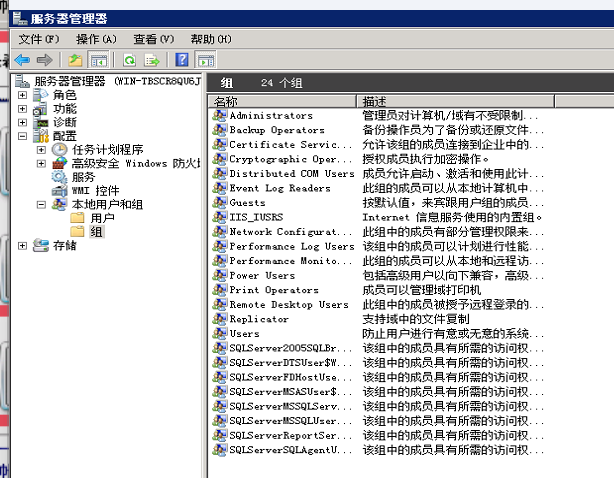 服务器管理器
文件(F) 操作(A) 查看(V) 帮助(H)
服务器管理器 (WIN-TBSCR8QU6J
角色
功能
诊断
配置
任务计划程序
高级安全 Windows 防火
服务
WMI 控件
本地用户和组
用户
组
存储
组 24 个组
名称 描述
Administrators 管理员对计算机/域有不受限制...
Backup Operators 备份操作员为了备份或还原文件...
Certificate Servic... 允许该组的成员连接到企业中的...
Cryptographic Oper... 授权成员执行加密操作。
Distributed COM Users 成员允许启动、激活和使用此计...
Event Log Readers 此组的成员可以从本地计算机中...
Guests 按默认值，来宾跟用户组的成员...
IIS_IUSRS Internet 信息服务使用的内置组。
Network Configurat... 此组中的成员有部分管理权限来...
Performance Log Users 该组中的成员可以计划进行性能...
Performance Monito... 此组的成员可以从本地和远程访...
Power Users 包括高级用户以向下兼容，高级...
Print Operators 成员可以管理域打印机
Remote Desktop Users 此组中的成员被授予远程登录的...
Replicator 支持域中的文件复制
Users 防止用户进行有意或无意的系统...
SQLServer2005SQLBr... 该组中的成员具有所需的访问权...
SQLServerDTSUser$W... 该组中的成员具有所需的访问权...
SQLServerFDHostUse... 该组中的成员具有所需的访问权...
SQLServerMSASUser$... 该组中的成员具有所需的访问权...
SQLServerMSSQLServ... 该组中的成员具有所需的访问权...
SQLServerMSSQLUser... 该组中的成员具有所需的访问权...
SQLServerReportSer... 该组中的成员具有所需的访问权...
SQLServerSQLAgentU... 该组中的成员具有所需的访问权...